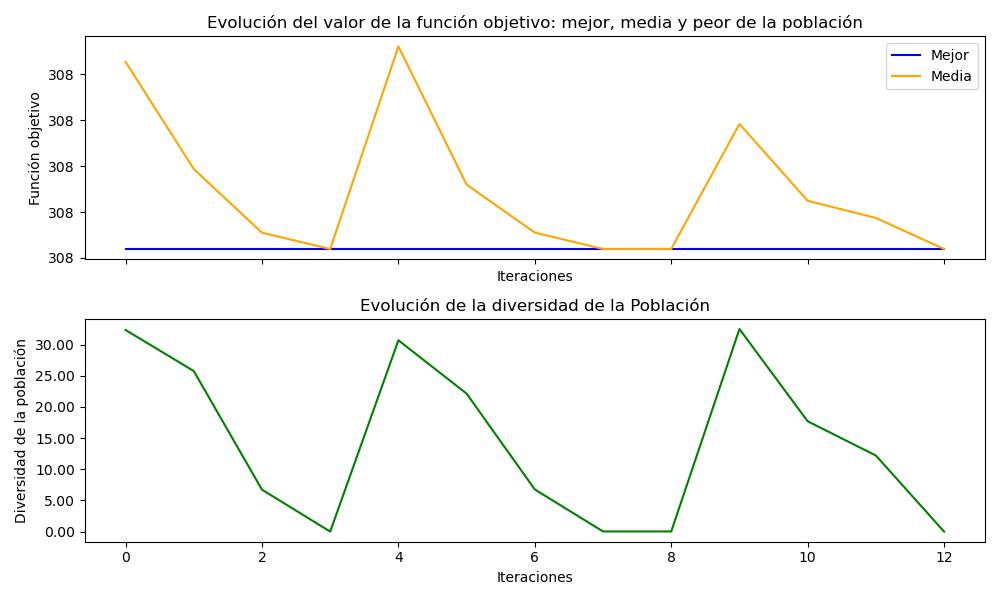 Evolución del valor de la función objetivo: mejor, media y peor de la población
Mejor
Media
Función objetivo
308
308
308
308
308
Iteraciones
Evolución de la diversidad de la Población
Diversidad de la población
30.00
25.00
20.00
15.00
10.00
5.00
0.00
0 2 4 6 8 10 12
Iteraciones